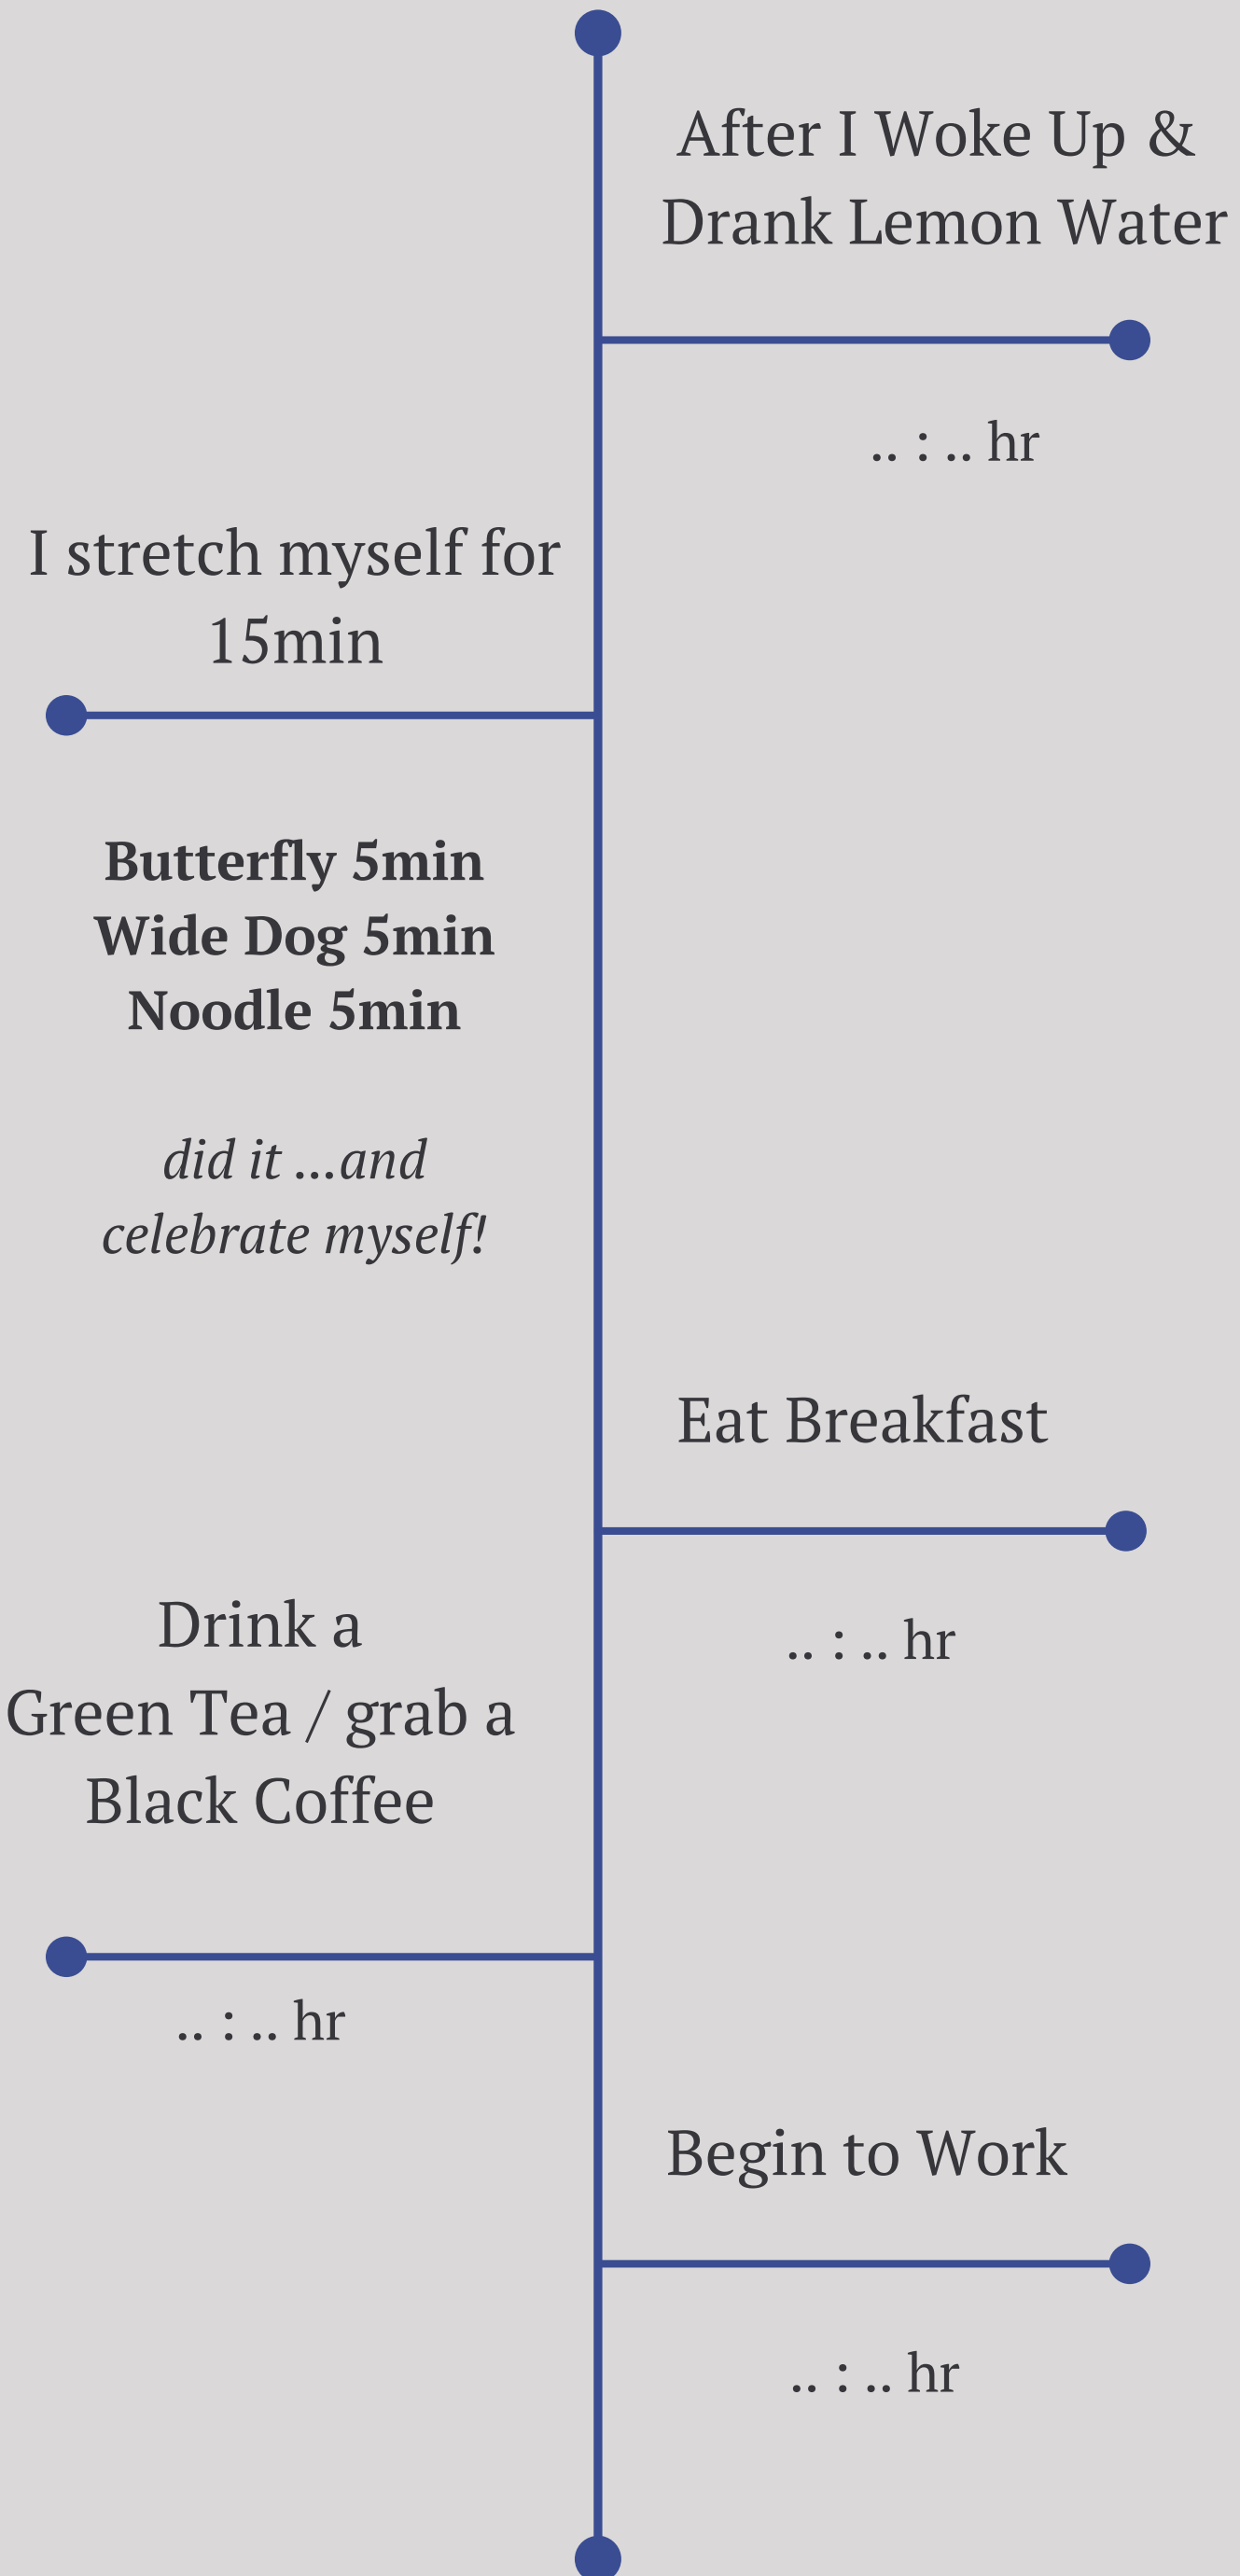 After I Woke Up &
Drank Lemon Water
.. : .. hr
I stretch myself for
15min
Butterfly 5min
Wide Dog 5min
Noodle 5min
did it ...and
celebrate myself!
Eat Breakfast
.. : .. hr
Drink a
Green Tea / grab a
Black Coffee
.. : .. hr
Begin to Work
.. : .. hr